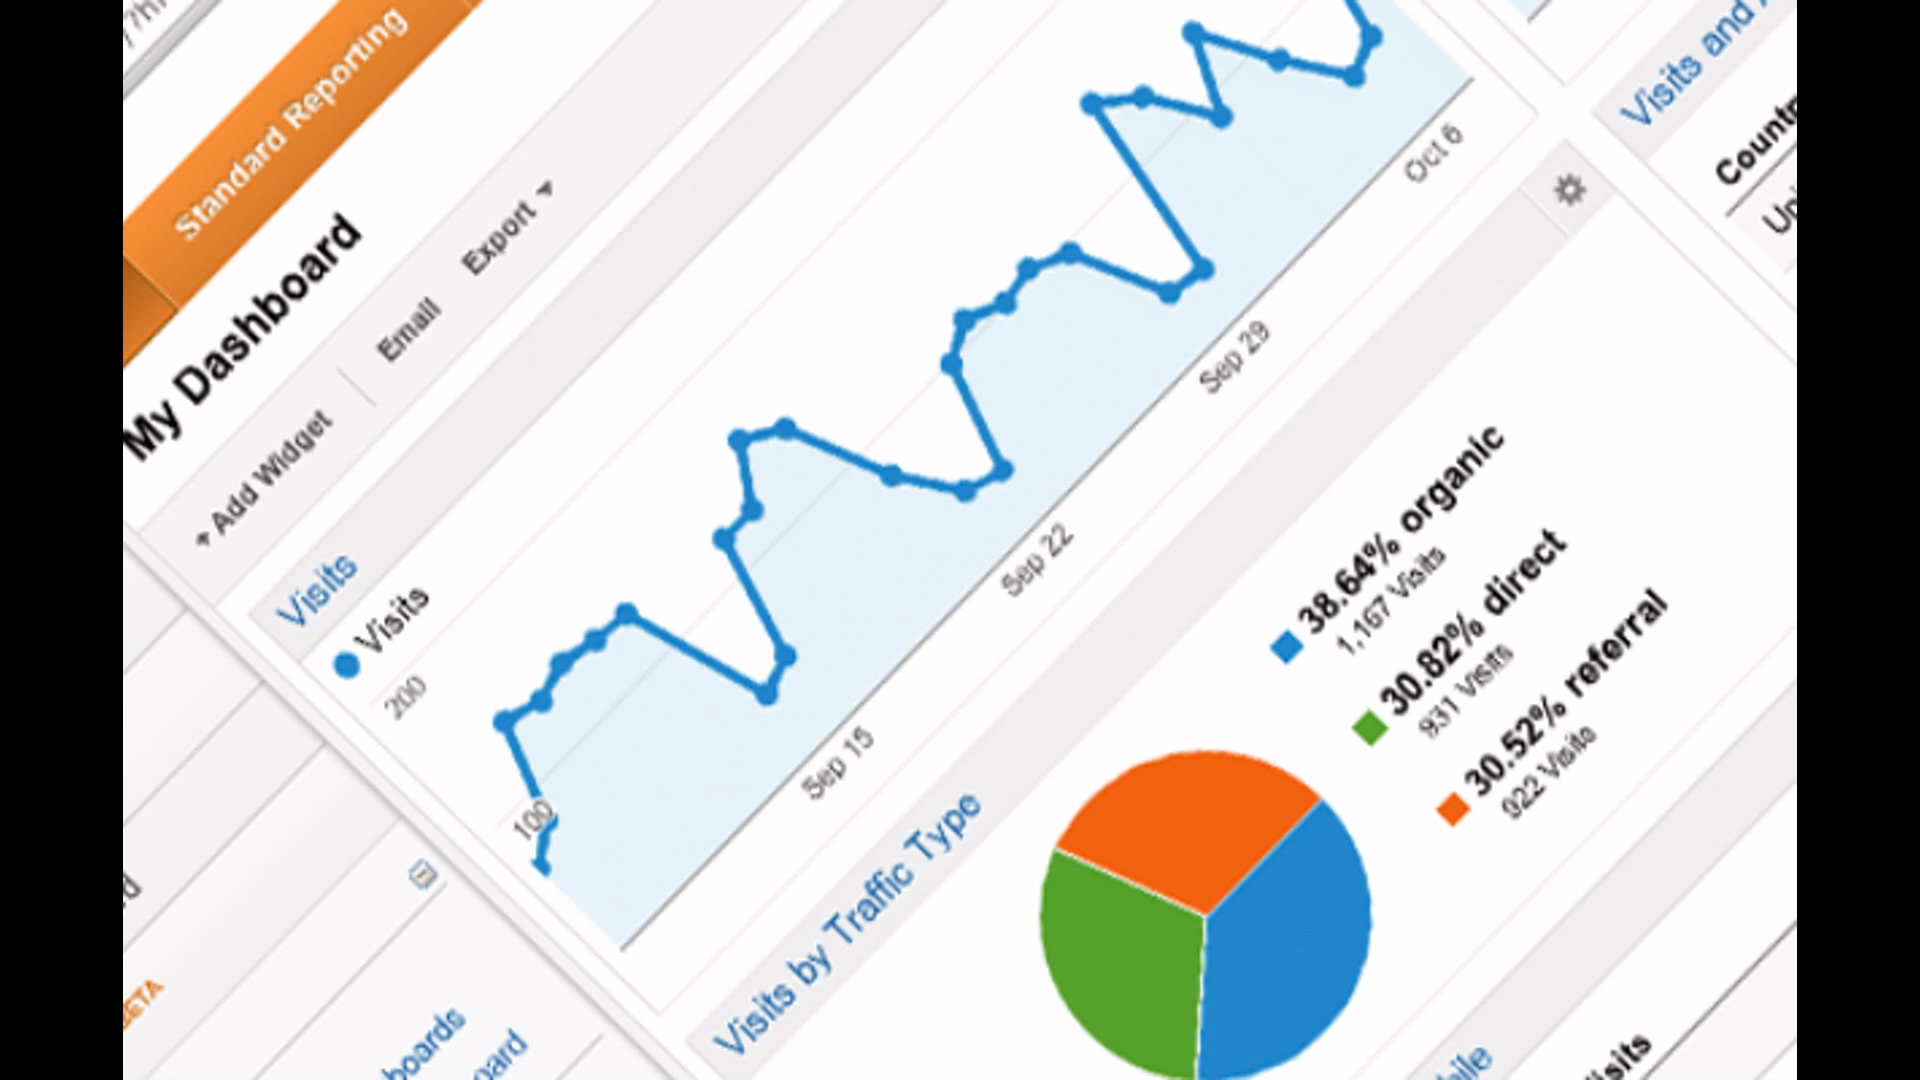 Standard Reporting
My Dashboard
Add Widget
Email
Export
Visits
Visits
200
100
Sep 15
Sep 22
Sep 29
Oct 6
Visits by Traffic Type
38.64% organic
1,167 Visits
30.82% direct
931 Visits
30.52% referral
922 Visits
Visits and
BETA